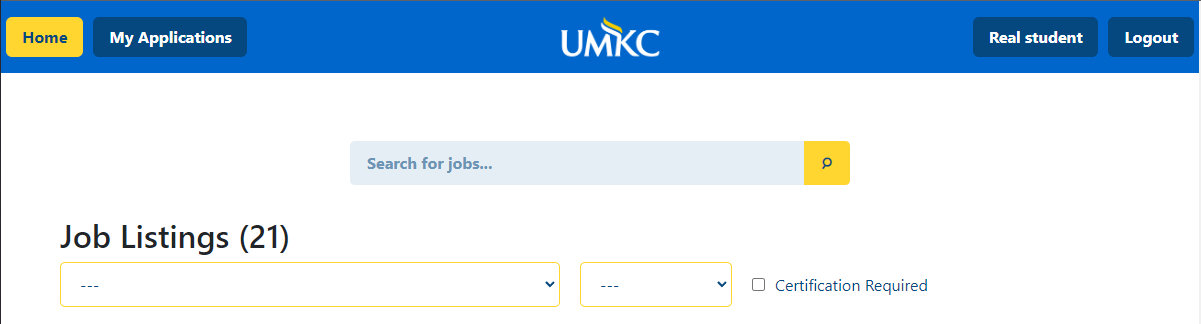 Home My Applications UMKC Real student Logout
Search for jobs...
Job Listings (21)
--- --- Certification Required